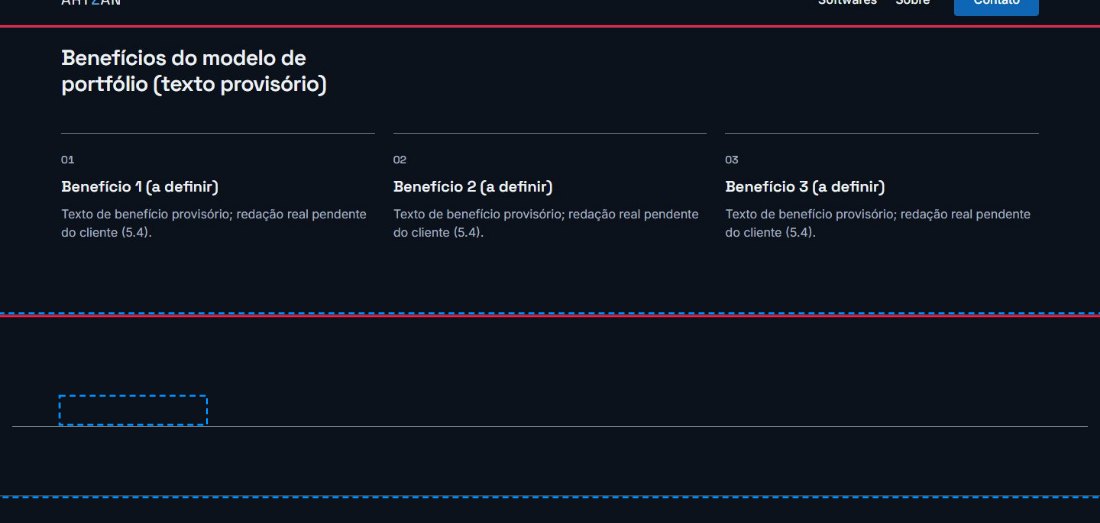 ARTZAN
Softwares Sobre Contato
Benefícios do modelo de
portfólio (texto provisório)
01
Benefício 1 (a definir)
Texto de benefício provisório; redação real pendente
do cliente (5.4).
02
Benefício 2 (a definir)
Texto de benefício provisório; redação real pendente
do cliente (5.4).
03
Benefício 3 (a definir)
Texto de benefício provisório; redação real pendente
do cliente (5.4).